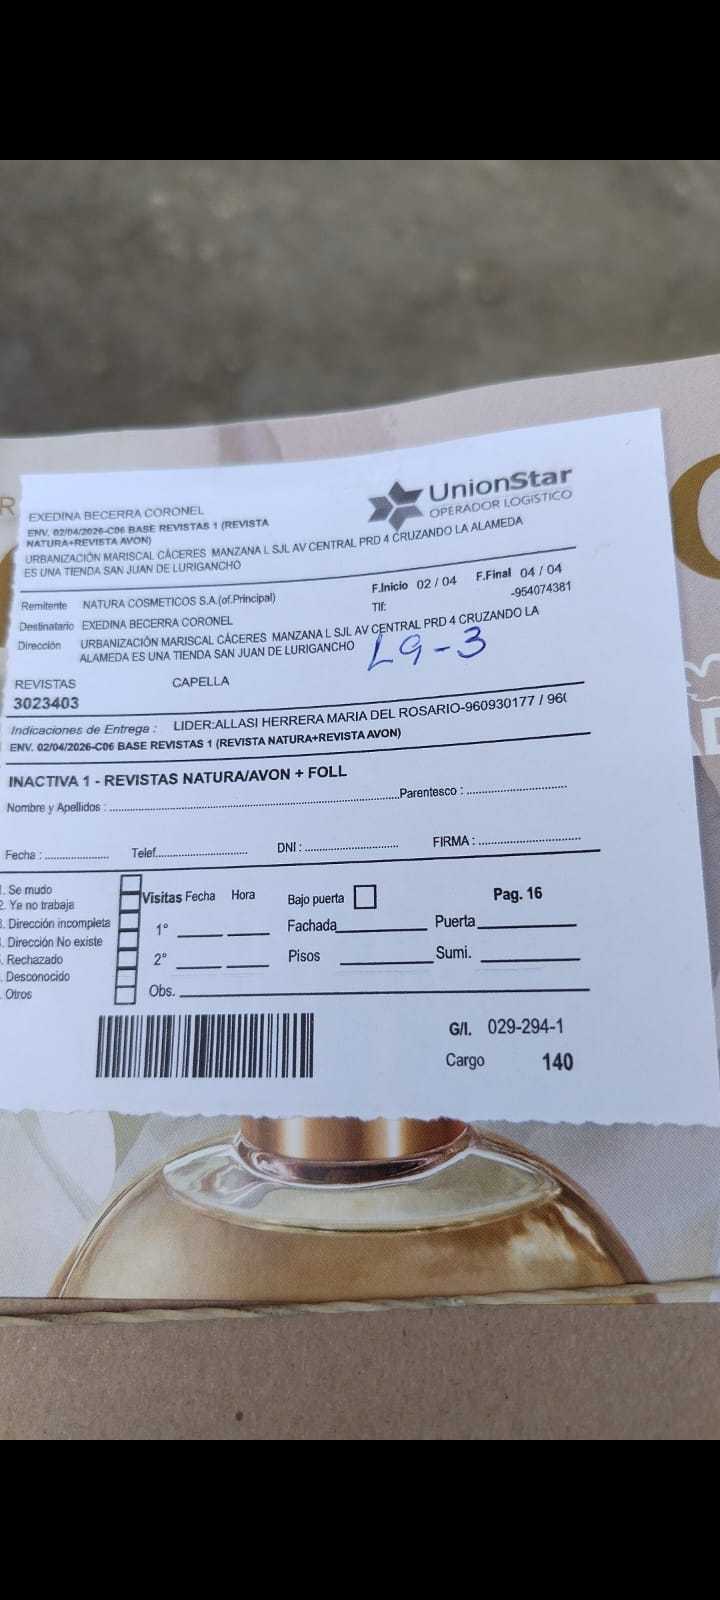 EXEDINA BECERRA CORONEL
UnionStar
OPERADOR LOGISTICO
ENV. 02/04/2026-C06 BASE REVISTAS 1 (REVISTA
NATURA+REVISTA AVON)
URBANIZACIÓN MARISCAL CÁCERES MANZANA L SJL AV CENTRAL PRD 4 CRUZANDO LA ALAMEDA
ES UNA TIENDA SAN JUAN DE LURIGANCHO
Remitente NATURA COSMETICOS S.A.(of.Principal) F.Inicio 02 / 04 F.Final 04 / 04
Destinatario EXEDINA BECERRA CORONEL Tlf: -954074381
Dirección URBANIZACIÓN MARISCAL CÁCERES MANZANA L SJL AV CENTRAL PRD 4 CRUZANDO LA
ALAMEDA ES UNA TIENDA SAN JUAN DE LURIGANCHO
L9-3
REVISTAS CAPELLA
3023403
Indicaciones de Entrega : LIDER:ALLASI HERRERA MARIA DEL ROSARIO-960930177 / 96(
ENV. 02/04/2026-C06 BASE REVISTAS 1 (REVISTA NATURA+REVISTA AVON)
INACTIVA 1 - REVISTAS NATURA/AVON + FOLL
Nombre y Apellidos : Parentesco :
Fecha : Telef. DNI : FIRMA :
1. Se mudo
2. Ya no trabaja
3. Dirección incompleta
. Dirección No existe
. Rechazado
. Desconocido
. Otros
Visitas Fecha Hora Bajo puerta Pag. 16
1° Fachada Puerta
2° Pisos Sumi.
Obs.
G/I. 029-294-1
Cargo 140